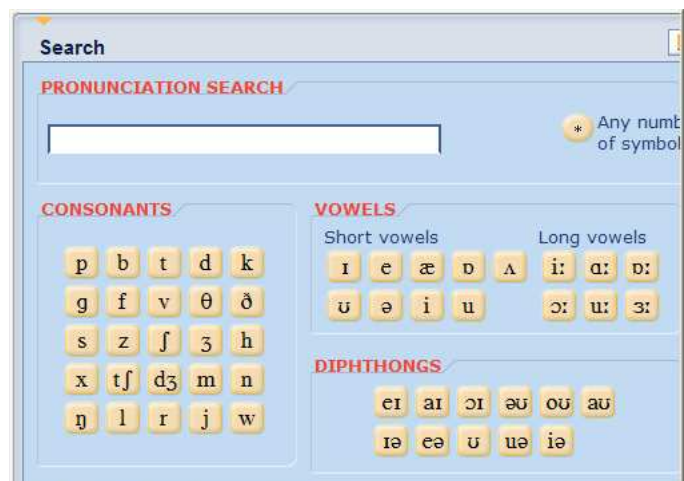 Search
PRONUNCIATION SEARCH
* Any numb
of symbol
CONSONANTS
p b t d k
g f v θ ð
s z ʃ ʒ h
x tʃ dʒ m n
ŋ l r j w
VOWELS
Short vowels
ɪ e æ ɒ ʌ
ʊ ə i u
Long vowels
iː ɑː ɒː
ɔː uː ɜː
DIPHTHONGS
eɪ aɪ ɔɪ əʊ oʊ aʊ
ɪə eə ʊ uə iə